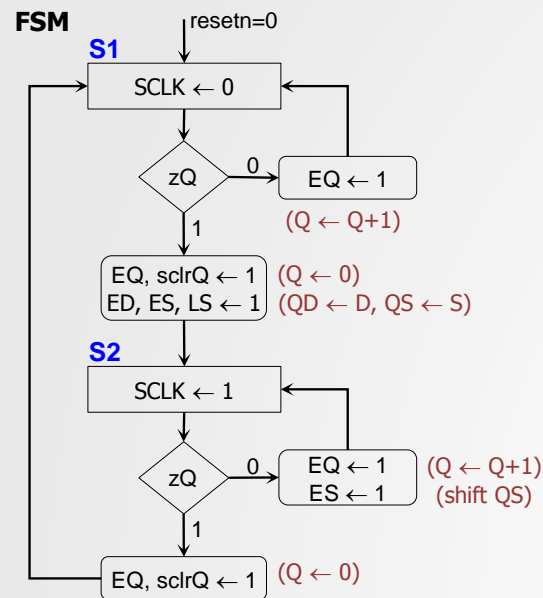 FSM
resetn=0
S1
SCLK ← 0
zQ
0
EQ ← 1
(Q ← Q+1)
1
EQ, sclrQ ← 1 (Q ← 0)
ED, ES, LS ← 1 (QD ← D, QS ← S)
S2
SCLK ← 1
zQ
0
EQ ← 1 (Q ← Q+1)
ES ← 1 (shift QS)
1
EQ, sclrQ ← 1 (Q ← 0)